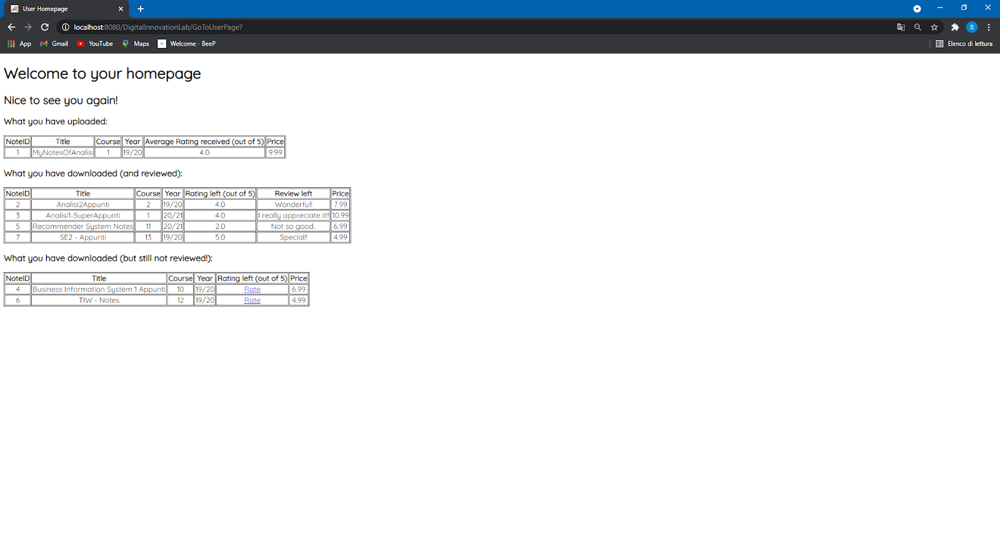 User Homepage
localhost:8080/DigitalInnovationLab/GoToUserPage?
S
App Gmail YouTube Maps Welcome - BeeP Elenco di lettura
Welcome to your homepage
Nice to see you again!
What you have uploaded:
NoteID Title Course Year Average Rating received (out of 5) Price
1 MyNotesOfAnalisi 1 19/20 4.0 9.99
What you have downloaded (and reviewed):
NoteID Title Course Year Rating left (out of 5) Review left Price
2 Analisi2Appunti 2 19/20 4.0 Wonderful! 7.99
3 Analisi1-SuperAppunti 1 20/21 4.0 I really appreciate it!! 10.99
5 Recommender System Notes 11 20/21 2.0 Not so good.. 6.99
7 SE2 - Appunti 13 19/20 5.0 Special!! 4.99
What you have downloaded (but still not reviewed!):
NoteID Title Course Year Rating left (out of 5) Price
4 Business Information System 1 Appunti 10 19/20 Rate 6.99
6 TIW - Notes 12 19/20 Rate 4.99